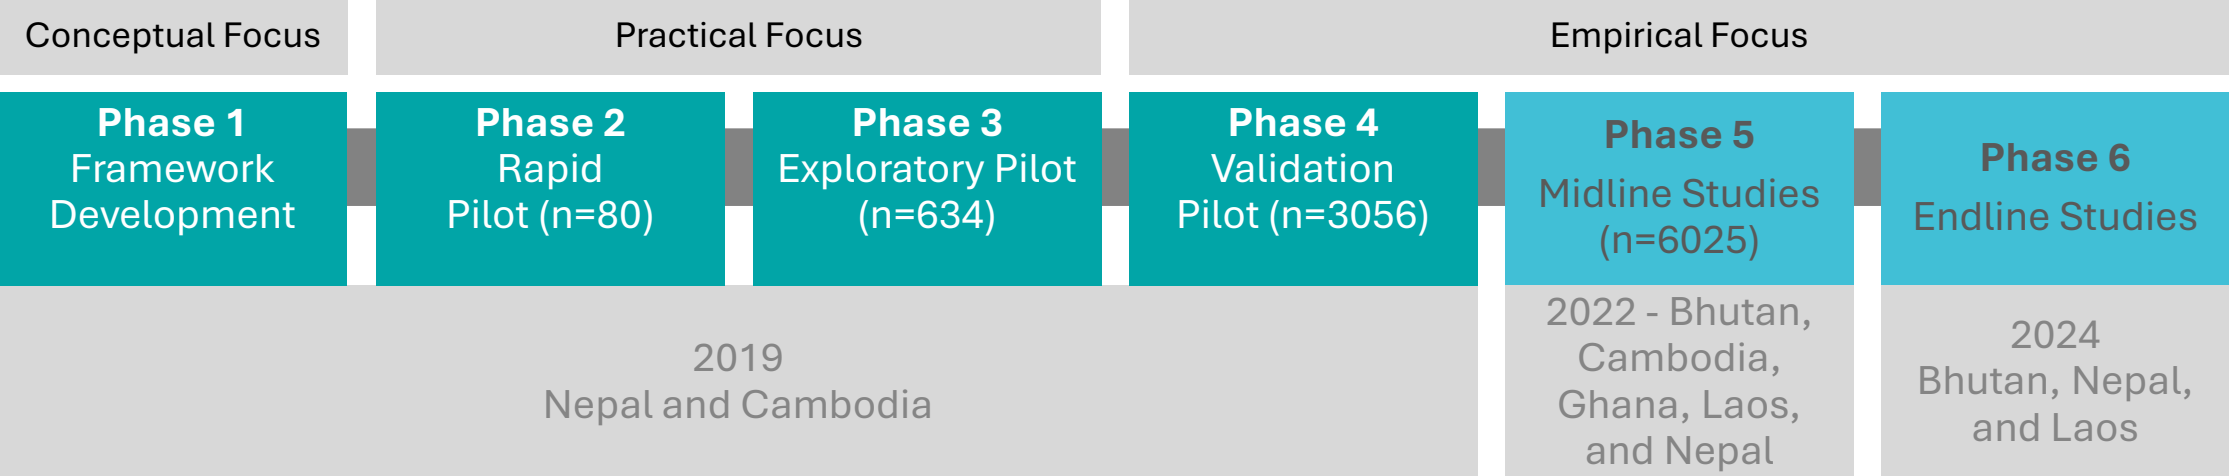 Conceptual Focus
Practical Focus
Empirical Focus
Phase 1
Framework
Development
Phase 2
Rapid
Pilot (n=80)
Phase 3
Exploratory Pilot
(n=634)
Phase 4
Validation
Pilot (n=3056)
Phase 5
Midline Studies
(n=6025)
Phase 6
Endline Studies
2019
Nepal and Cambodia
2022 - Bhutan,
Cambodia,
Ghana, Laos,
and Nepal
2024
Bhutan, Nepal,
and Laos